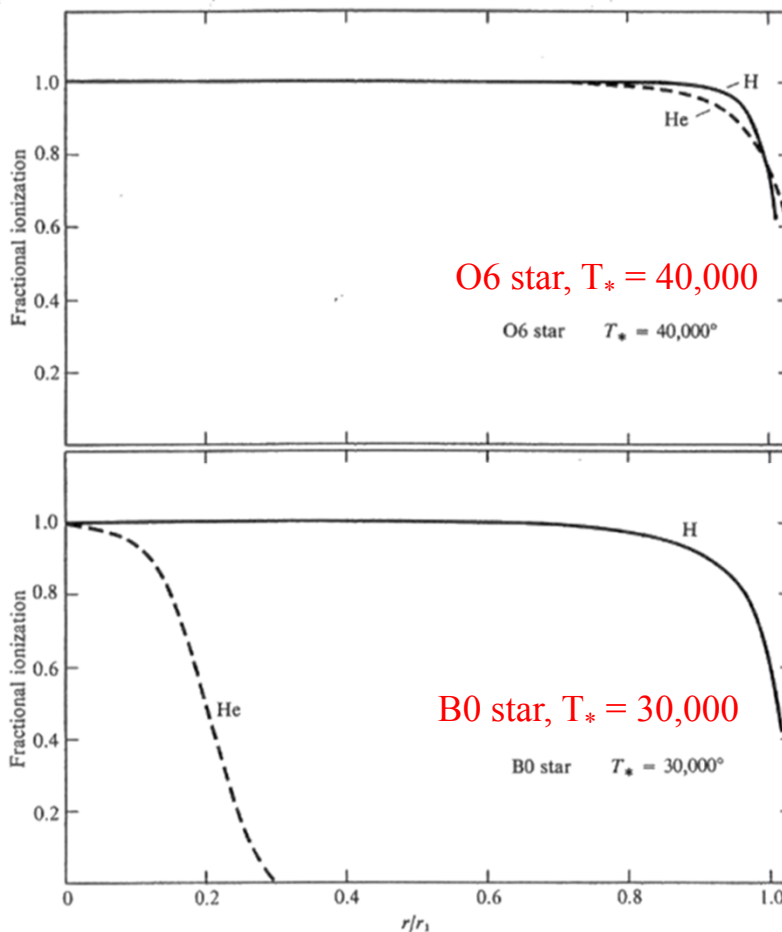 1.0
H
He
0.8
0.6
0.4
0.2
Fractional ionization
O6 star, T* = 40,000
O6 star T* = 40,000°
1.0
H
0.8
0.6
He
0.4
0.2
Fractional ionization
B0 star, T* = 30,000
B0 star T* = 30,000°
0 0.2 0.4 0.6 0.8 1.0
r/r₁